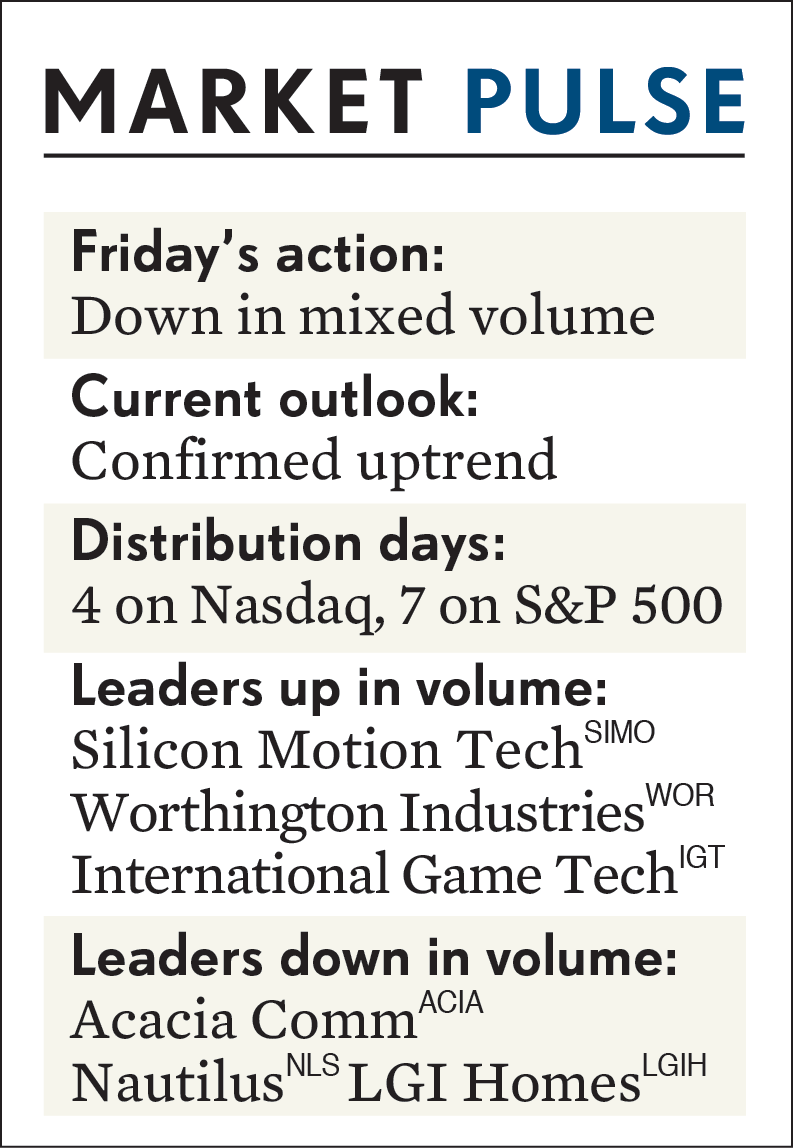 MARKET PULSE
Friday’s action:
Down in mixed volume
Current outlook:
Confirmed uptrend
Distribution days:
4 on Nasdaq, 7 on S&P 500
Leaders up in volume:
Silicon Motion Tech SIMO
Worthington Industries WOR
International Game Tech IGT
Leaders down in volume:
Acacia Comm ACIA
Nautilus NLS LGI Homes LGIH